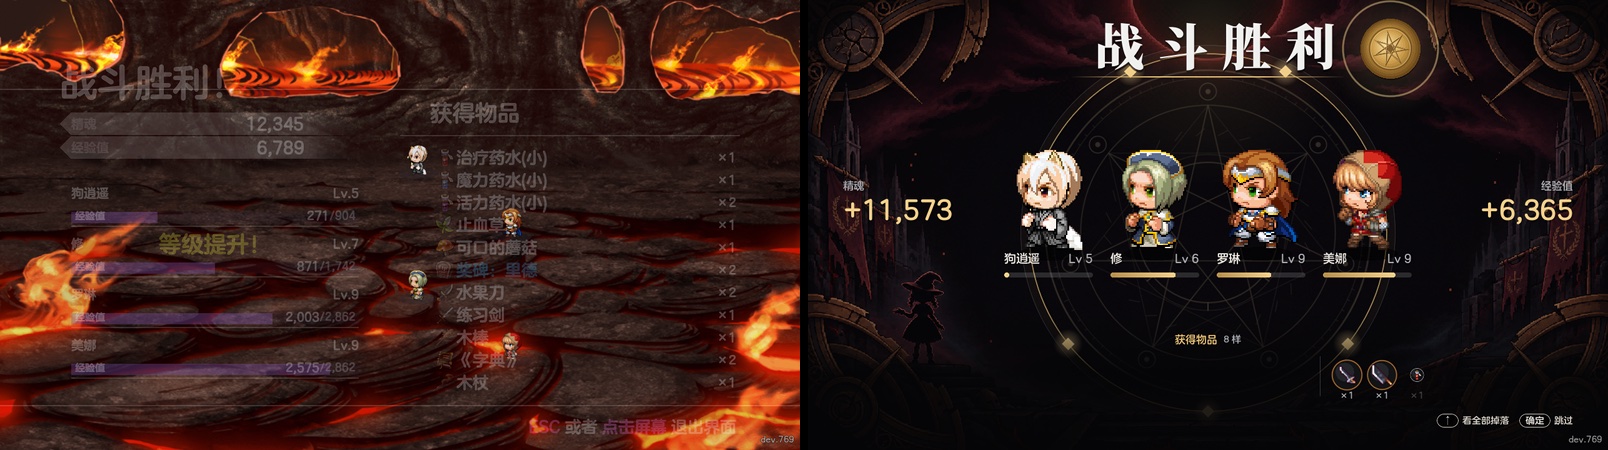 战斗胜利!
精魂 12,345
经验值 6,789
狗逍遥 Lv.5
经验值 271/904
等级提升!
修 Lv.7
经验值 871/1,742
罗琳 Lv.9
经验值 2,003/2,862
美娜 Lv.9
经验值 2,575/2,862
获得物品
治疗药水(小) ×1
魔力药水(小) ×1
活力药水(小) ×2
止血草 ×1
可口的蘑菇 ×1
奖碑：里德 ×2
水果刀 ×2
练习剑 ×1
木棒 ×1
《字典》 ×2
木杖 ×1
ESC 或者 点击屏幕 退出界面
dev.769
战斗胜利
精魂
+11,573
经验值
+6,365
狗逍遥 Lv 5
修 Lv 6
罗琳 Lv 9
美娜 Lv 9
获得物品 8 样
×1 ×1 ×1
↑ 看全部掉落 确定 跳过
dev.769